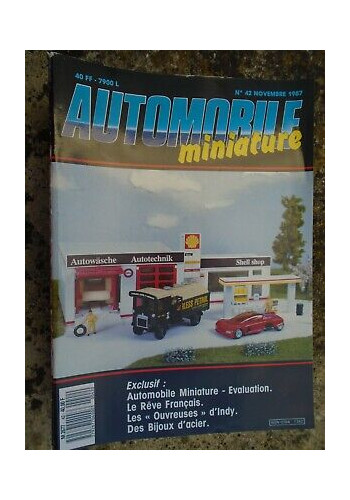 40 FF - 7900 L
N° 42 NOVEMBRE 1987
AUTOMOBILE
miniature
Autowäsche
Autotechnik
Shell shop
Exclusif :
Automobile Miniature - Evaluation.
Le Rêve Français.
Les « Ouvreuses » d'Indy.
Des Bijoux d'acier.